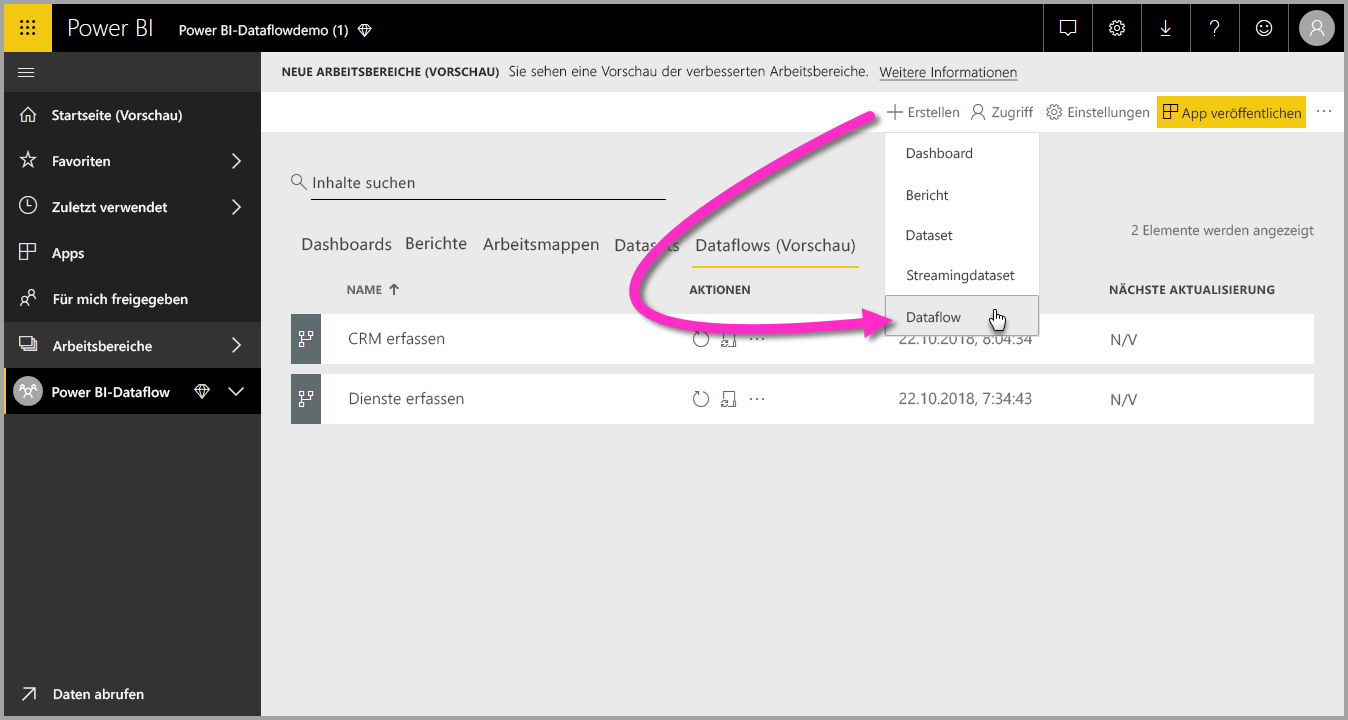 Power BI Power BI-Dataflowdemo (1)
NEUE ARBEITSBEREICHE (VORSCHAU) Sie sehen eine Vorschau der verbesserten Arbeitsbereiche. Weitere Informationen
Erstellen Zugriff Einstellungen App veröffentlichen ...
Startseite (Vorschau)
Favoriten
Zuletzt verwendet
Apps
Für mich freigegeben
Arbeitsbereiche
Power BI-Dataflow
Daten abrufen
Inhalte suchen
Dashboard
Bericht
Dataset
Streamingdataset
Dataflow
Dashboards Berichte Arbeitsmappen Datasets Dataflows (Vorschau)
2 Elemente werden angezeigt
NAME AKTIONEN NÄCHSTE AKTUALISIERUNG
CRM erfassen ... 22.10.2018, 8:04:34 N/V
Dienste erfassen ... 22.10.2018, 7:34:43 N/V